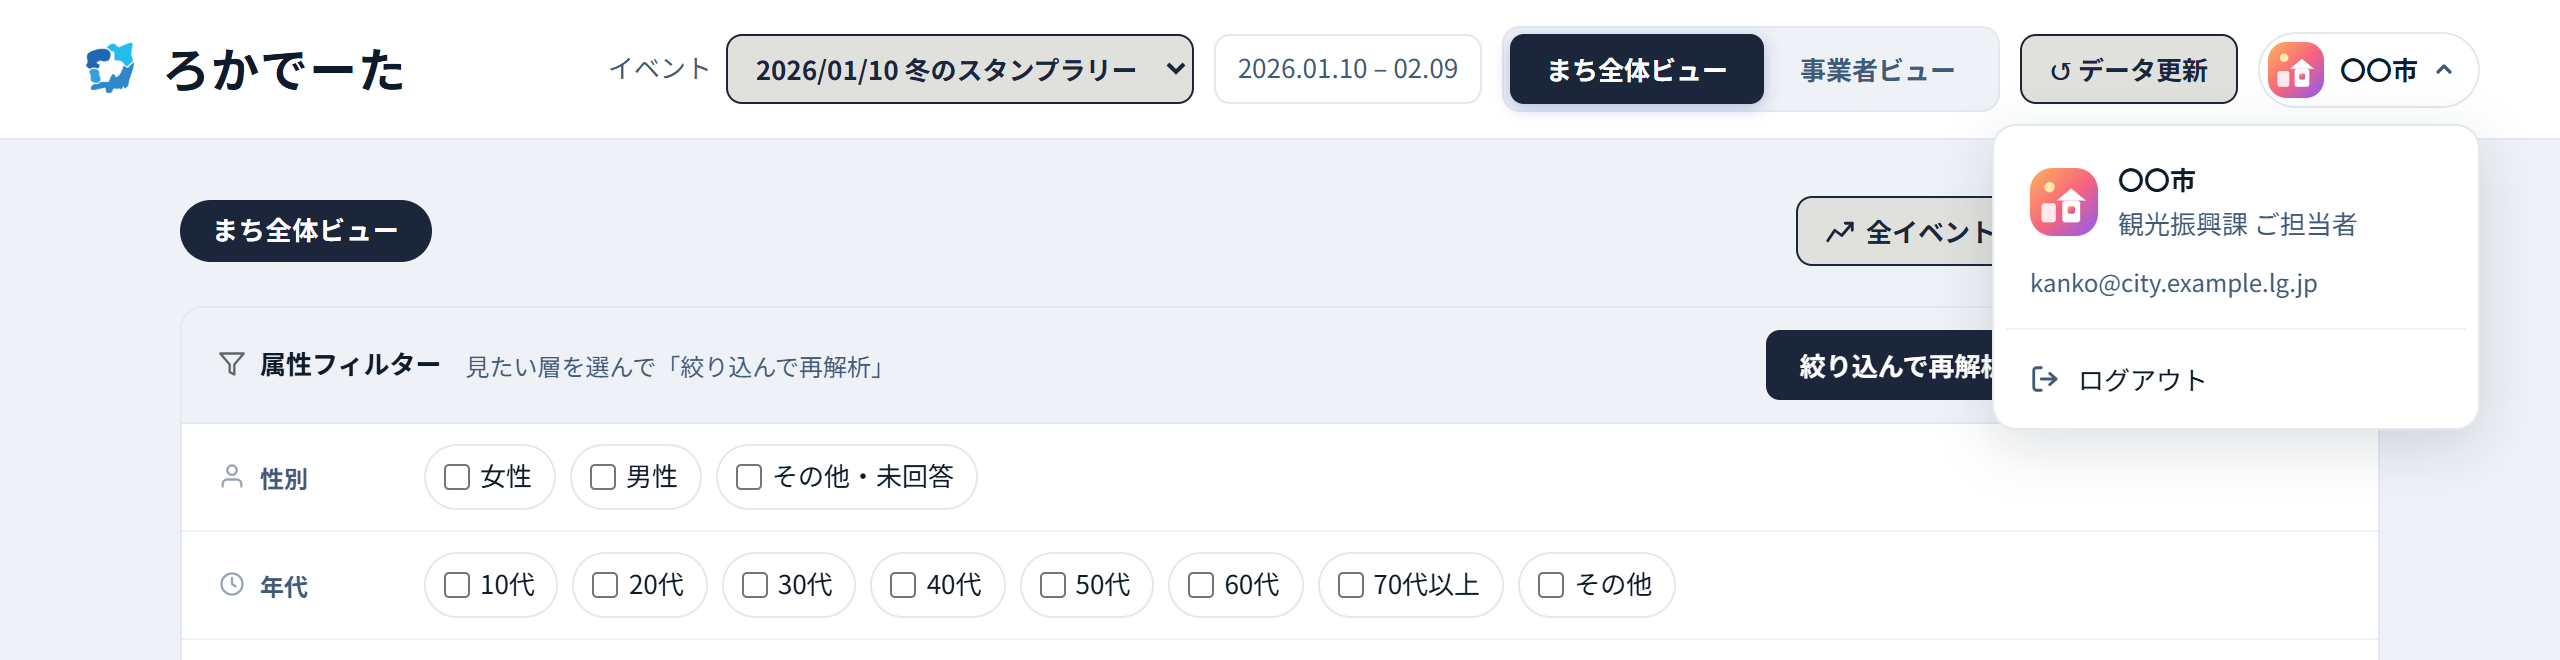 ろかでーた
イベント 2026/01/10 冬のスタンプラリー 2026.01.10 – 02.09 まち全体ビュー 事業者ビュー ↺ データ更新 〇〇市
〇〇市
観光振興課 ご担当者
kanko@city.example.lg.jp
ログアウト
まち全体ビュー 全イベント
属性フィルター 見たい層を選んで「絞り込んで再解析」 絞り込んで再解析
性別 女性 男性 その他・未回答
年代 10代 20代 30代 40代 50代 60代 70代以上 その他